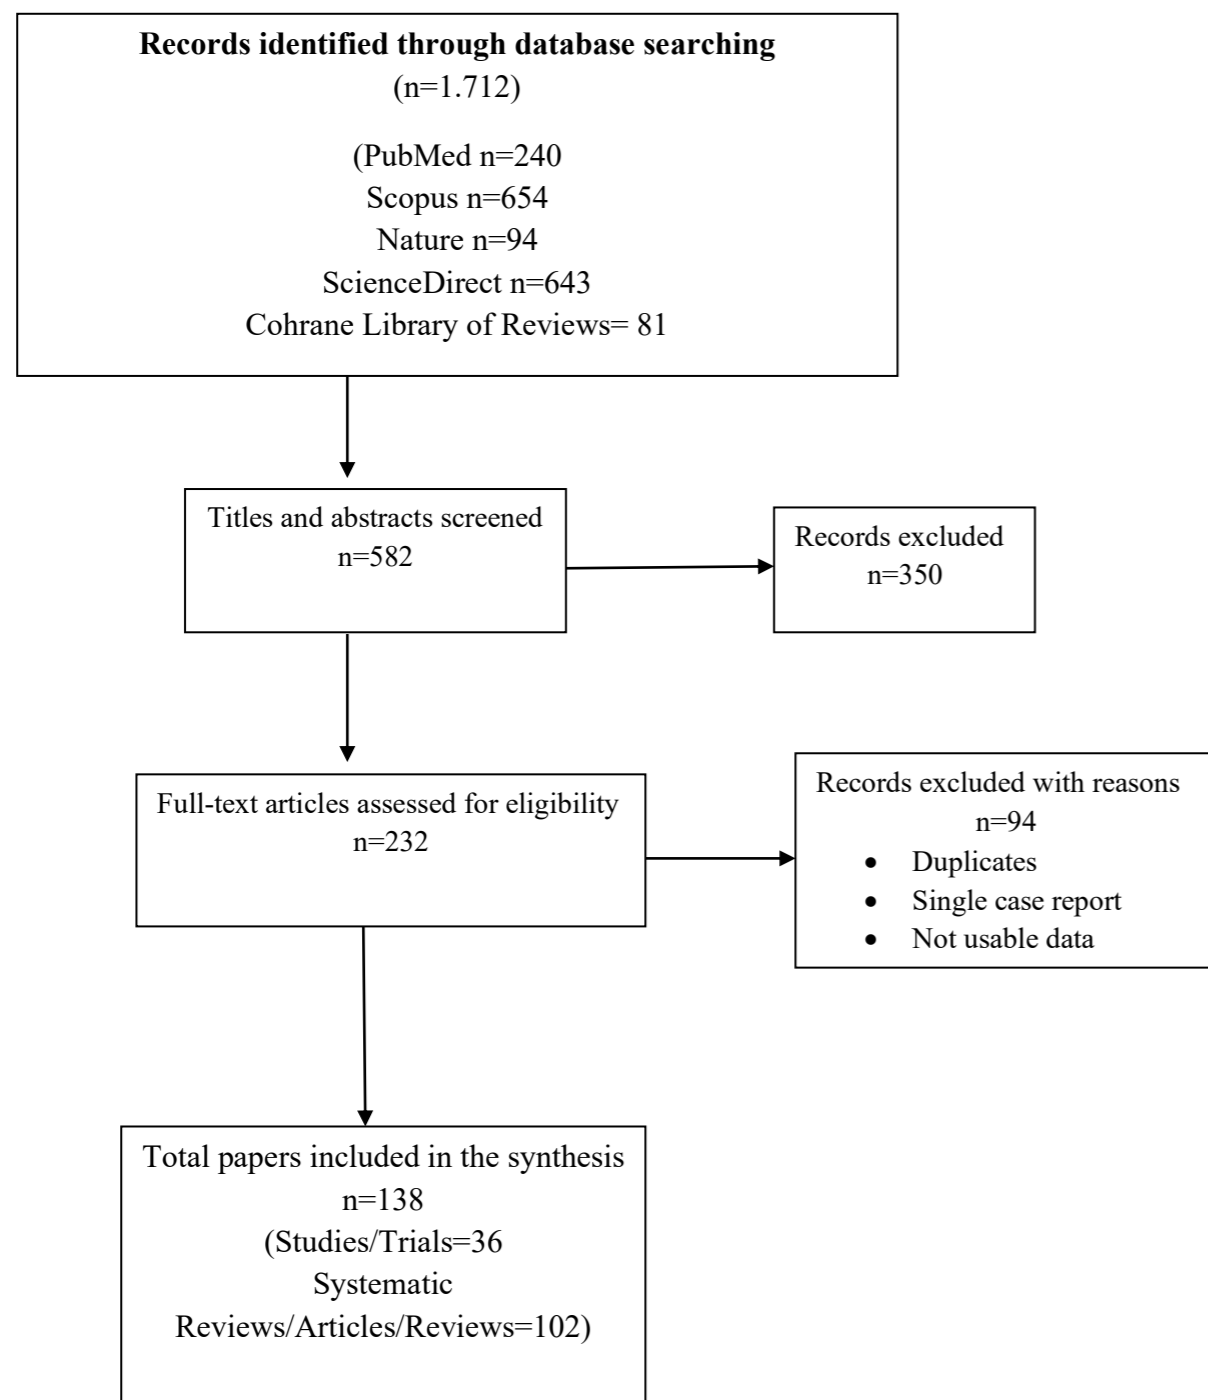 Records identified through database searching
(n=1.712)
(PubMed n=240
Scopus n=654
Nature n=94
ScienceDirect n=643
Cohrane Library of Reviews= 81
Titles and abstracts screened
n=582
Records excluded
n=350
Full-text articles assessed for eligibility
n=232
Records excluded with reasons
n=94
• Duplicates
• Single case report
• Not usable data
Total papers included in the synthesis
n=138
(Studies/Trials=36
Systematic
Reviews/Articles/Reviews=102)